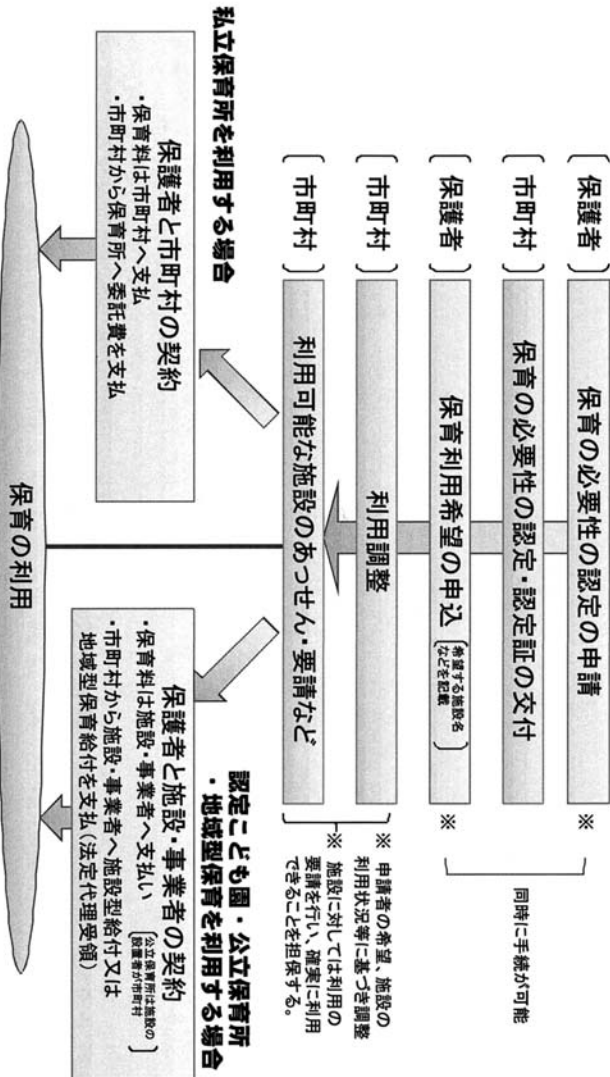 〔保護者〕 保育の必要性の認定の申請 ※
〔市町村〕 保育の必要性の認定・認定証の交付
同時に手続が可能
〔保護者〕 保育利用希望の申込 〔希望する施設名
などを記載〕 ※
〔市町村〕 利用調整
※ 申請者の希望、施設の
利用状況等に基づき調整
〔市町村〕 利用可能な施設のあっせん・要請など
※ 施設に対しては利用の
要請を行い、確実に利用
できることを担保する。
私立保育所を利用する場合
保護者と市町村の契約
・保育料は市町村へ支払
・市町村から保育所へ委託費を支払
認定こども園・公立保育所
・地域型保育を利用する場合
保護者と施設・事業者の契約
〔公立保育所は施設の
設置者が市町村〕
・保育料は施設・事業者へ支払い
・市町村から施設・事業者へ施設型給付又は
地域型保育給付を支払(法定代理受領)
保育の利用